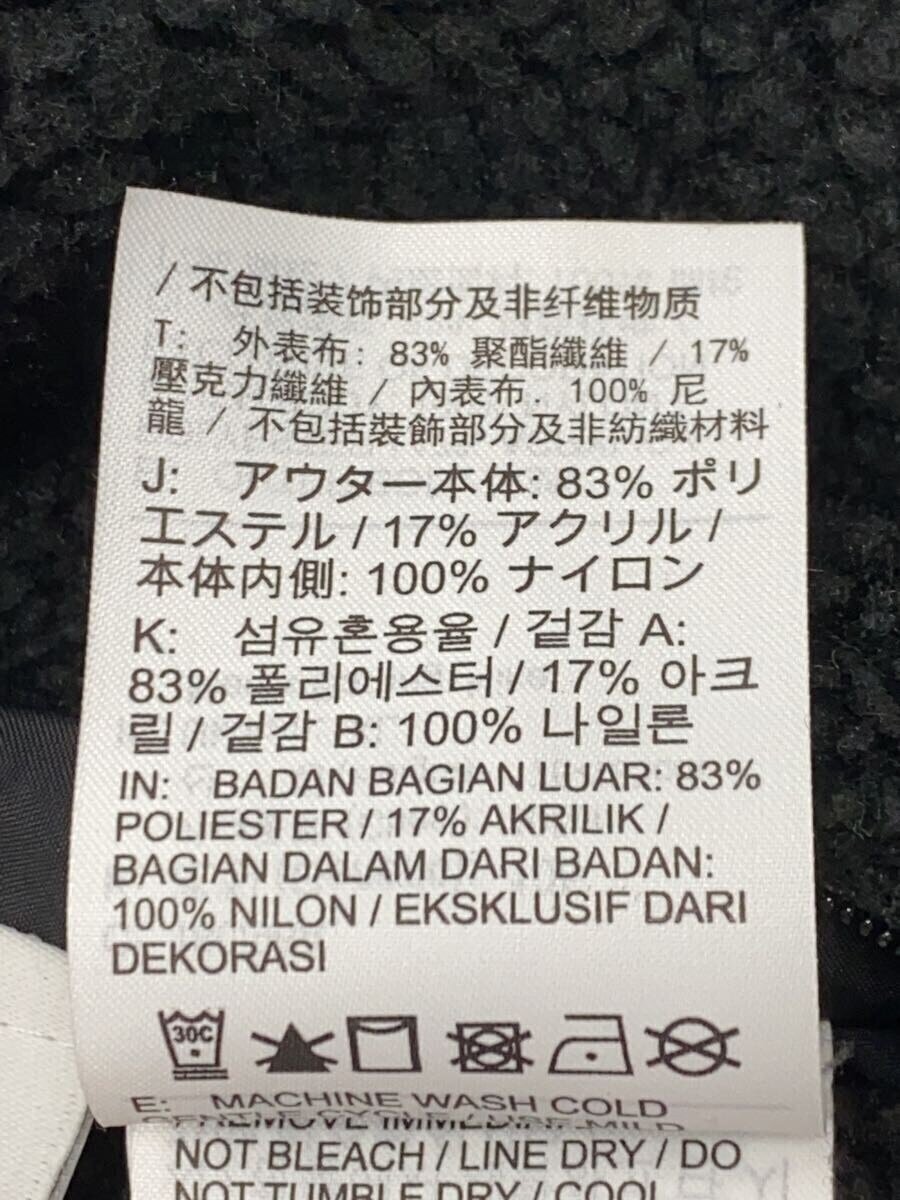 / 不包括装饰部分及非纤维物质
T: 外表布: 83% 聚酯纖維 / 17%
壓克力纖維 / 內表布. 100% 尼
龍 / 不包括裝飾部分及非紡織材料
J: アウター本体: 83% ポリ
エステル / 17% アクリル /
本体内側: 100% ナイロン
K: 섬유혼용율 / 겉감 A:
83% 폴리에스터 / 17% 아크
릴 / 겉감 B: 100% 나일론
IN: BADAN BAGIAN LUAR: 83%
POLIESTER / 17% AKRILIK /
BAGIAN DALAM DARI BADAN:
100% NILON / EKSKLUSIF DARI
DEKORASI
30C
E: MACHINE WASH COLD
NOT BLEACH / LINE DRY / DO
NOT TUMBLE DRY / COOL